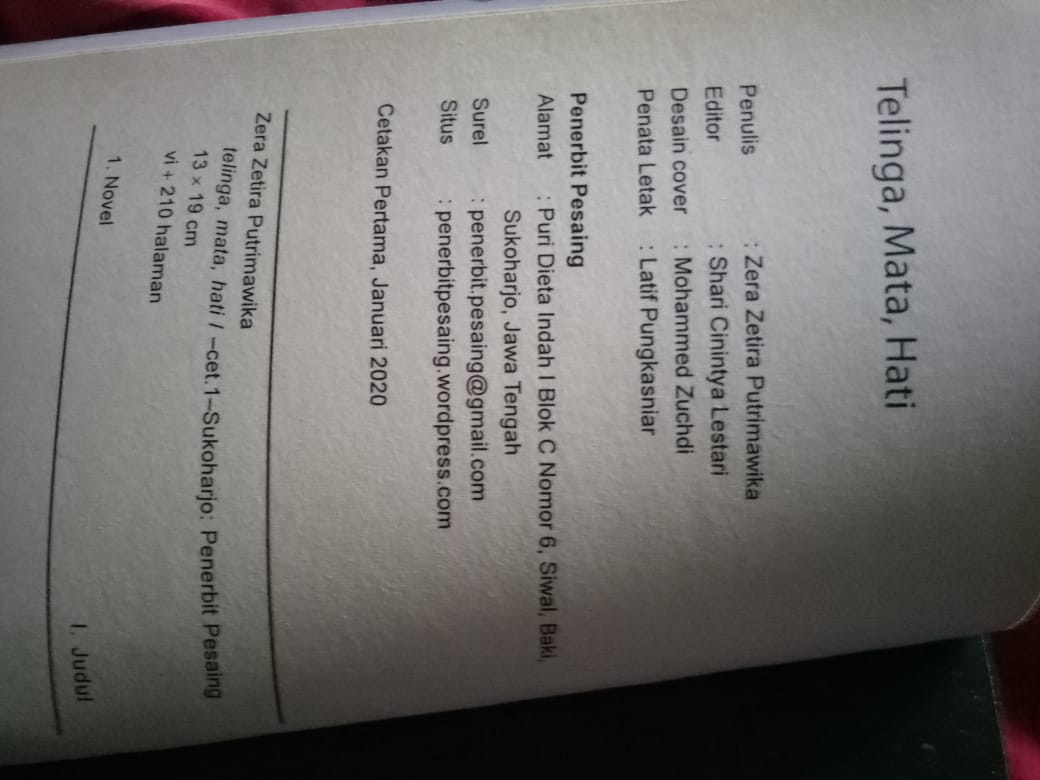 Telinga, Mata, Hati
Penulis : Zera Zetira Putrimawika
Editor : Shari Cinintya Lestari
Desain cover : Mohammed Zuchdi
Penata Letak : Latif Pungkasniar
Penerbit Pesaing
Alamat : Puri Dieta Indah I Blok C Nomor 6, Siwal, Baki,
Sukoharjo, Jawa Tengah
Surel : penerbit.pesaing@gmail.com
Situs : penerbitpesaing.wordpress.com
Cetakan Pertama, Januari 2020
Zera Zetira Putrimawika
telinga, mata, hati / –cet.1–Sukoharjo: Penerbit Pesaing
13 × 19 cm
vi + 210 halaman
1. Novel
I. Judul